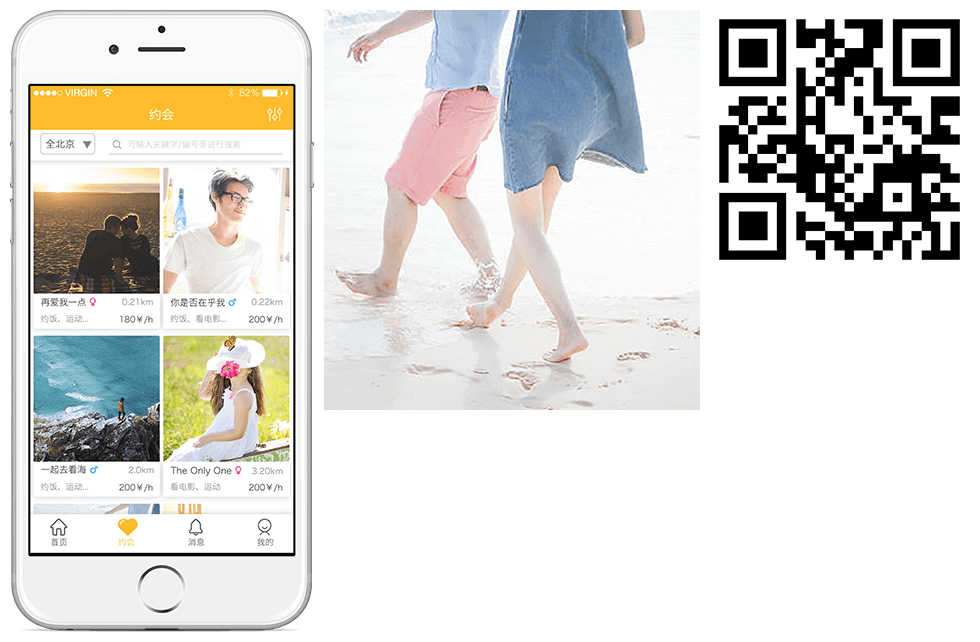 VIRGIN
82%
约会
全北京
可输入关键字/编号等进行搜索
再爱我一点 0.21km
约饭、运动... 180¥/h
你是否在乎我 0.22km
约饭、看电影... 200¥/h
一起去看海 2.0km
约饭、运动... 200¥/h
The Only One 3.20km
看电影、运动 200¥/h
首页
约会
消息
我的